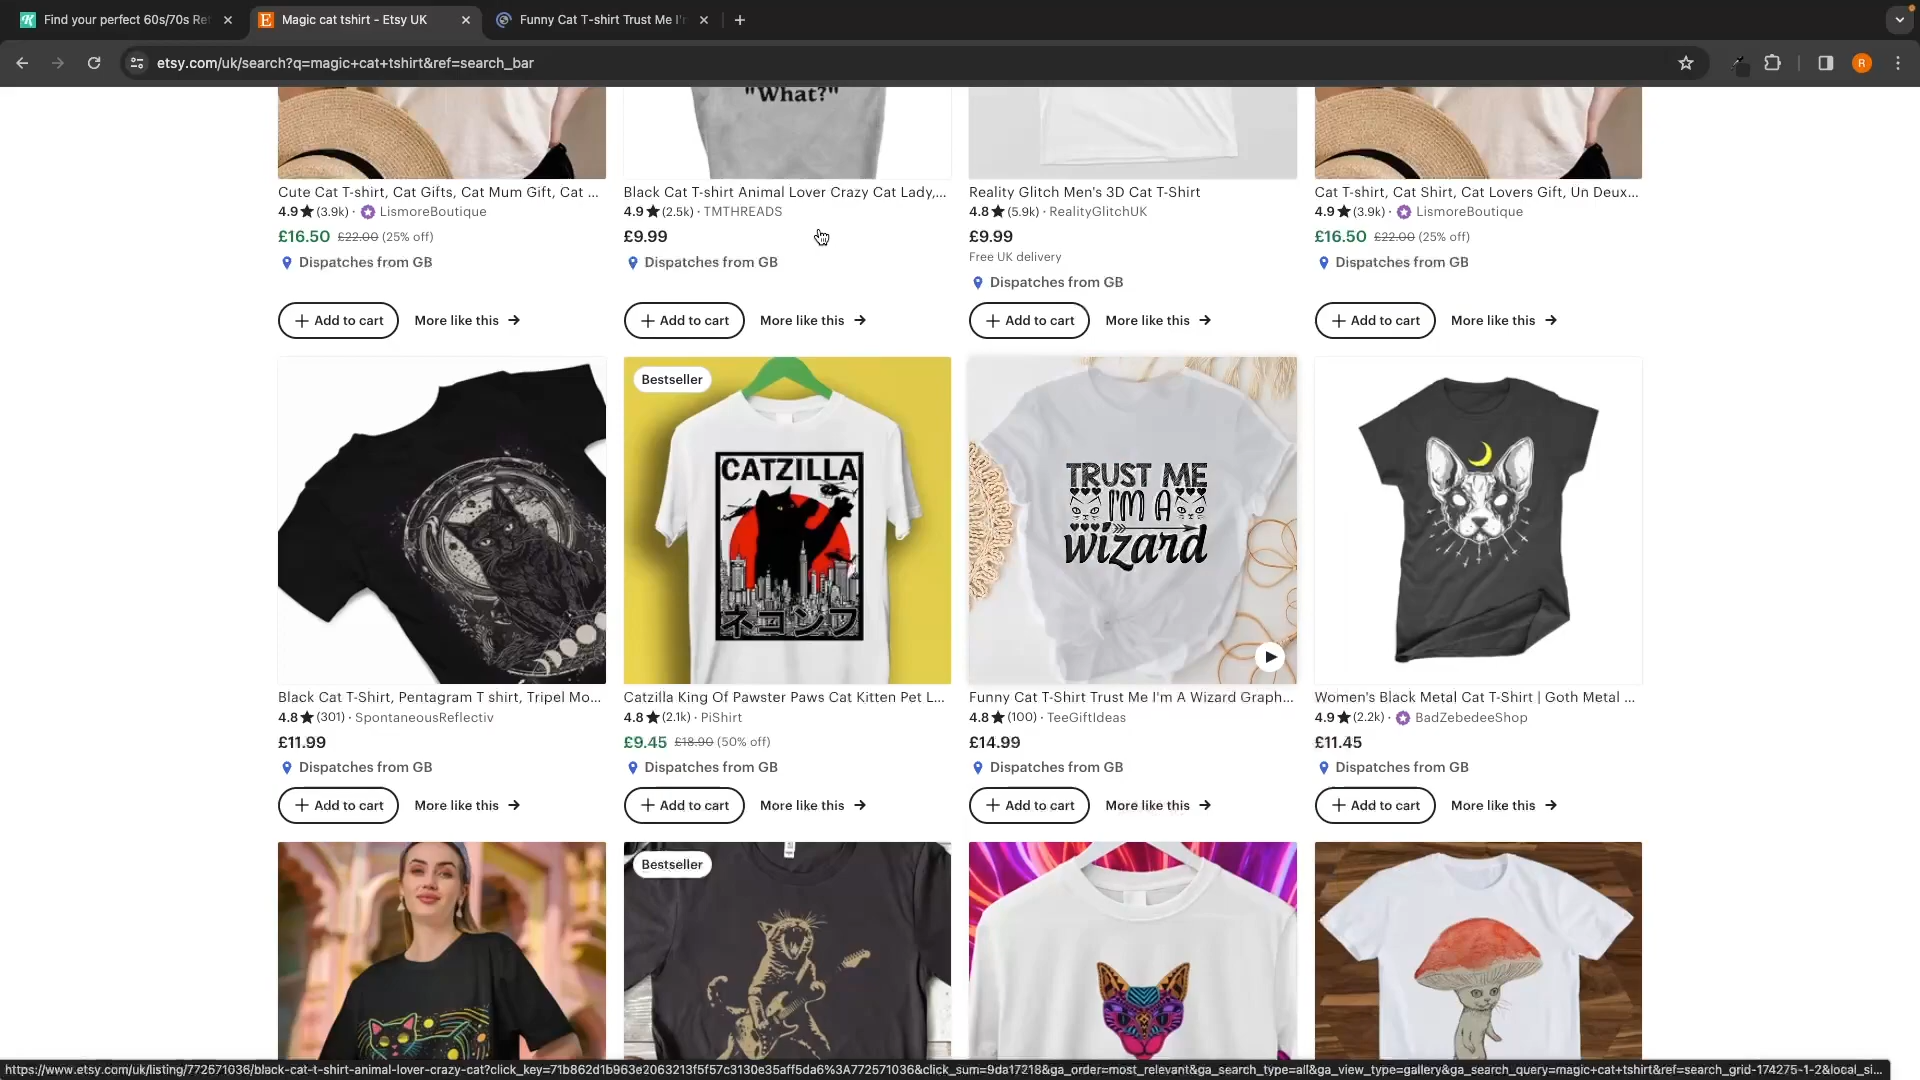 Find your perfect 60s/70s Re
Magic cat tshirt - Etsy UK
Funny Cat T-shirt Trust Me I'm
etsy.com/uk/search?q=magic+cat+tshirt&ref=search_bar
R
"What?"
Cute Cat T-shirt, Cat Gifts, Cat Mum Gift, Cat ...
4.9★ (3.9k) · LismoreBoutique
£16.50 £22.00 (25% off)
Dispatches from GB
+ Add to cart
More like this →
Black Cat T-shirt Animal Lover Crazy Cat Lady,...
4.9★ (2.5k) · TMTHREADS
£9.99
Dispatches from GB
+ Add to cart
More like this →
Reality Glitch Men's 3D Cat T-Shirt
4.8★ (5.9k) · RealityGlitchUK
£9.99
Free UK delivery
Dispatches from GB
+ Add to cart
More like this →
Cat T-shirt, Cat Shirt, Cat Lovers Gift, Un Deux...
4.9★ (3.9k) · LismoreBoutique
£16.50 £22.00 (25% off)
Dispatches from GB
+ Add to cart
More like this →
Black Cat T-Shirt, Pentagram T shirt, Tripel Mo...
4.8★ (301) · SpontaneousReflectiv
£11.99
Dispatches from GB
+ Add to cart
More like this →
Bestseller
CATZILLA
ネコンフ
Catzilla King Of Pawster Paws Cat Kitten Pet L...
4.8★ (2.1k) · PiShirt
£9.45 £18.90 (50% off)
Dispatches from GB
+ Add to cart
More like this →
TRUST ME
I'M A
wizard
Funny Cat T-Shirt Trust Me I'm A Wizard Graph...
4.8★ (100) · TeeGiftIdeas
£14.99
Dispatches from GB
+ Add to cart
More like this →
Women's Black Metal Cat T-Shirt | Goth Metal ...
4.9★ (2.2k) · BadZebedeeShop
£11.45
Dispatches from GB
+ Add to cart
More like this →
Bestseller
https://www.etsy.com/uk/listing/772571036/black-cat-t-shirt-animal-lover-crazy-cat?click_key=71b862d1b963e2063213f5f57c3130e35aff5da6%3A772571036&click_sum=9da17218&ga_order=most_relevant&ga_search_type=all&ga_view_type=gallery&ga_search_query=magic+cat+tshirt&ref=search_grid-174275-1-2&local_si...